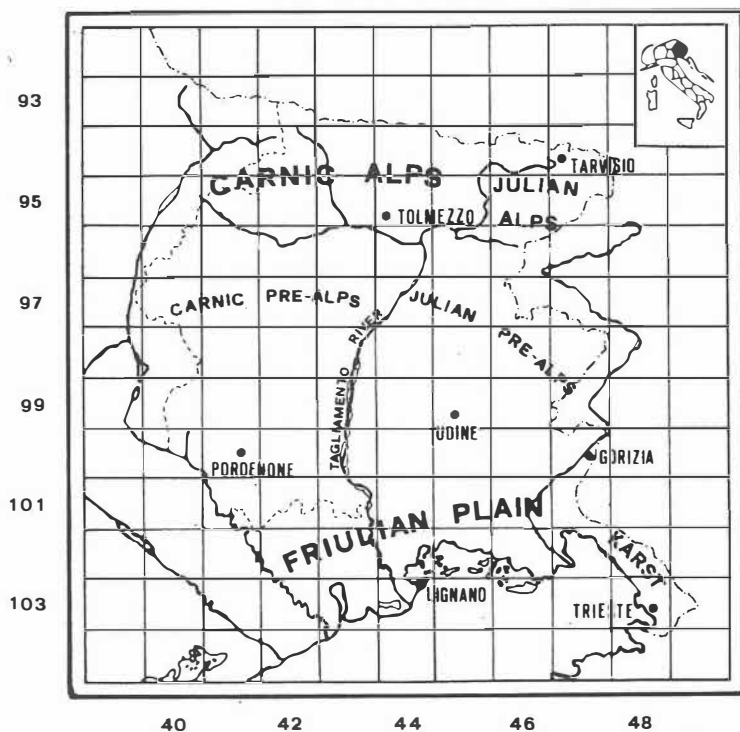 93
TARVISIO
CARNIC ALPS
JULIAN
ALPS
95
TOLMEZZO
97
CARNIC PRE-ALPS
JULIAN
PRE-ALPS
TAGLIAMENTO RIVER
99
UDINE
PORDENONE
GORIZIA
101
FRIULIAN PLAIN
KARST
LIGNANO
103
TRIESTE
40 42 44 46 48